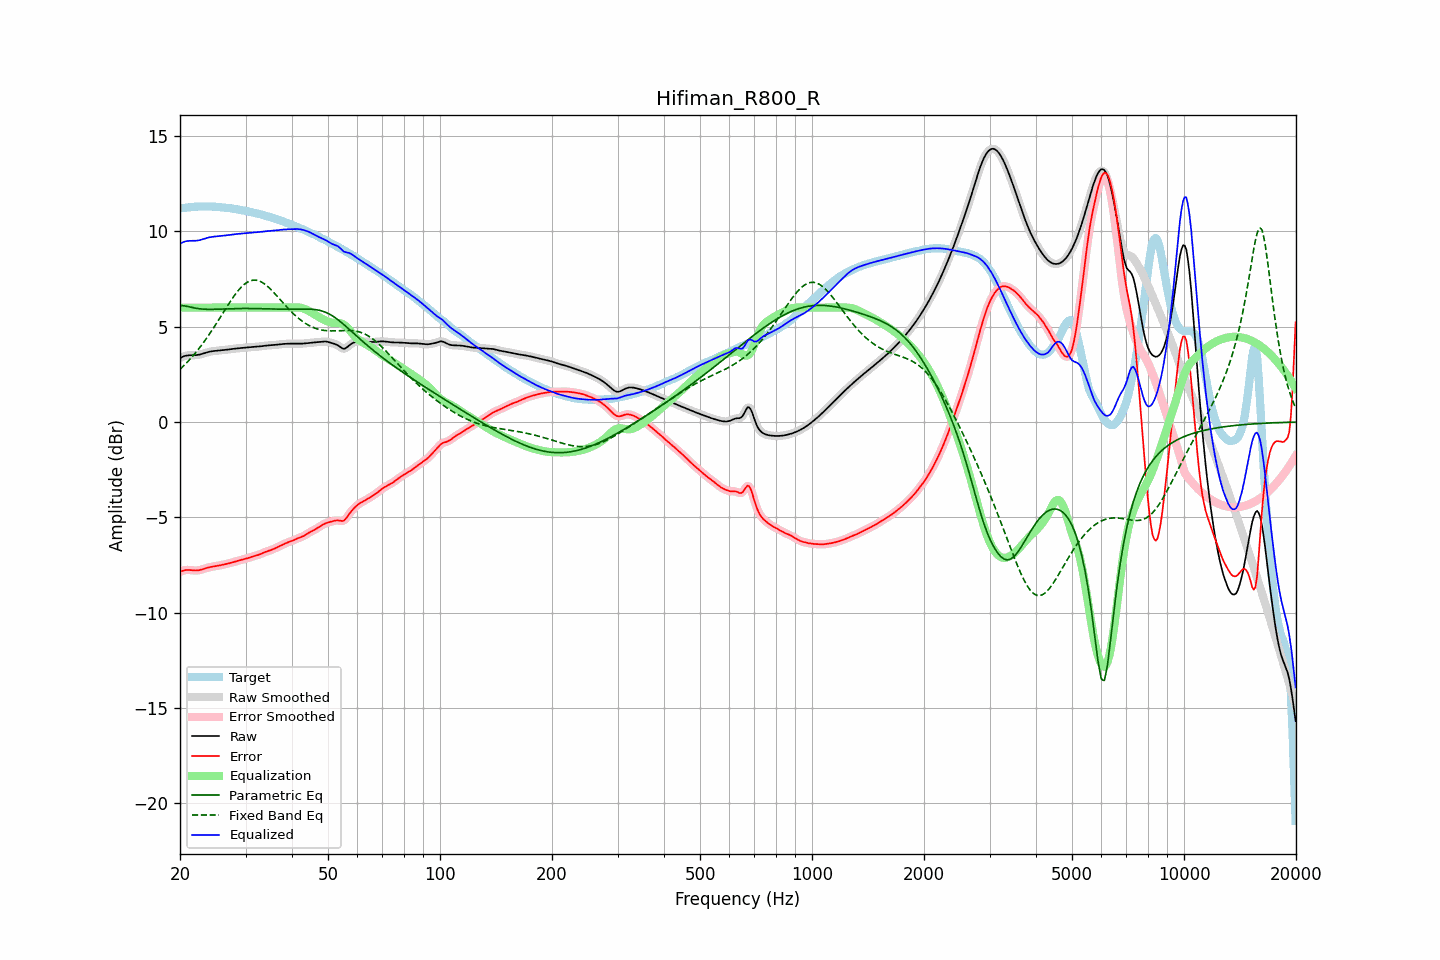 Hifiman_R800_R
Amplitude (dBr)
15
10
5
0
−5
−10
−15
−20
Target
Raw Smoothed
Error Smoothed
Raw
Error
Equalization
Parametric Eq
Fixed Band Eq
Equalized
20 50 100 200 500 1000 2000 5000 10000 20000
Frequency (Hz)